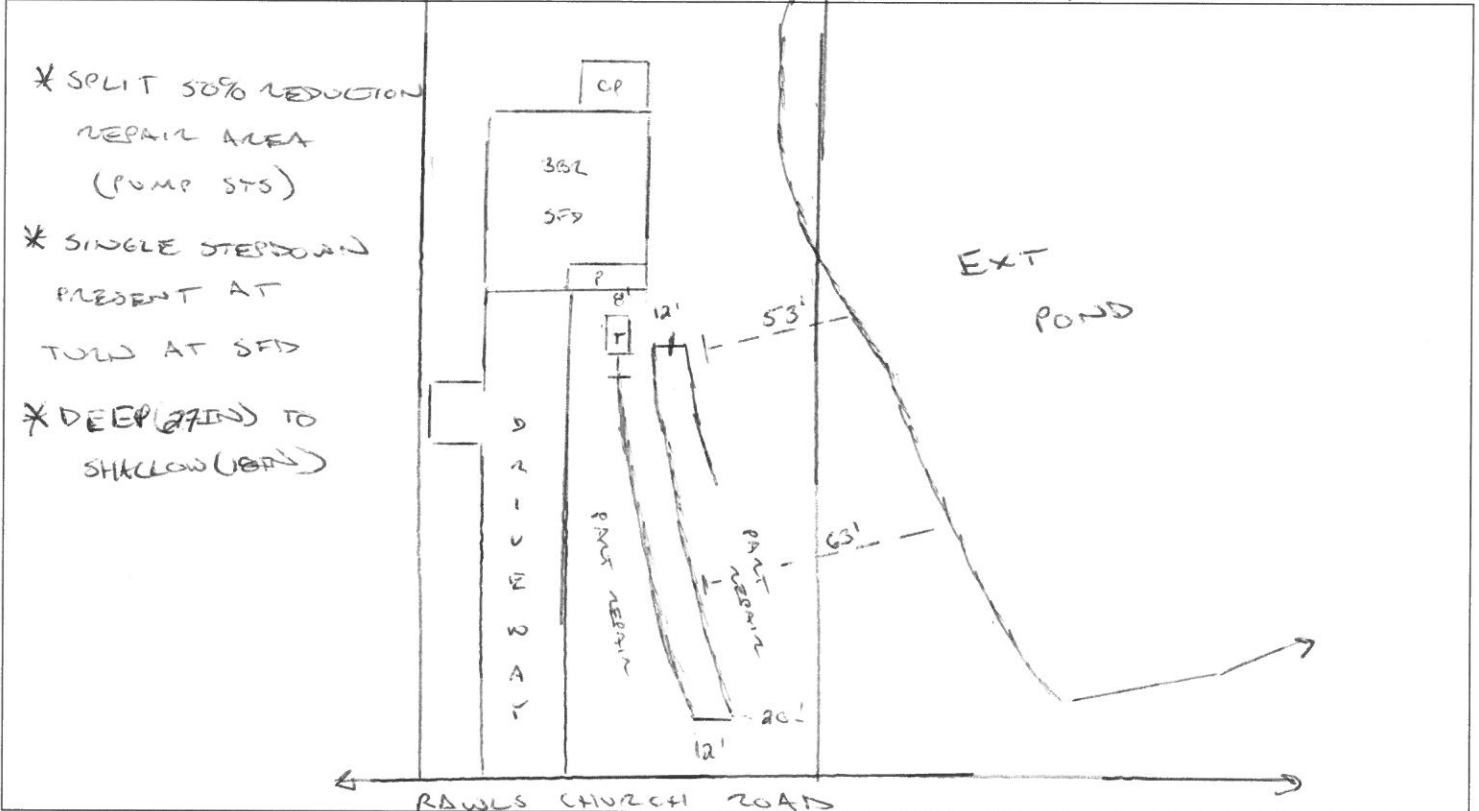 * SPLIT 50% REDUCTION
REPAIR AREA
(PUMP STS)
* SINGLE STEPDOWN
PRESENT AT
TURN AT SFD
* DEEP (27IN) TO
SHALLOW (18IN)
CP
3BR
SFD
P
8'
T
12'
53'
EXT
POND
DRIVEWAY
PART REPAIR
PART
REPAIR
63'
20'
12'
RAWLS CHURCH ROAD